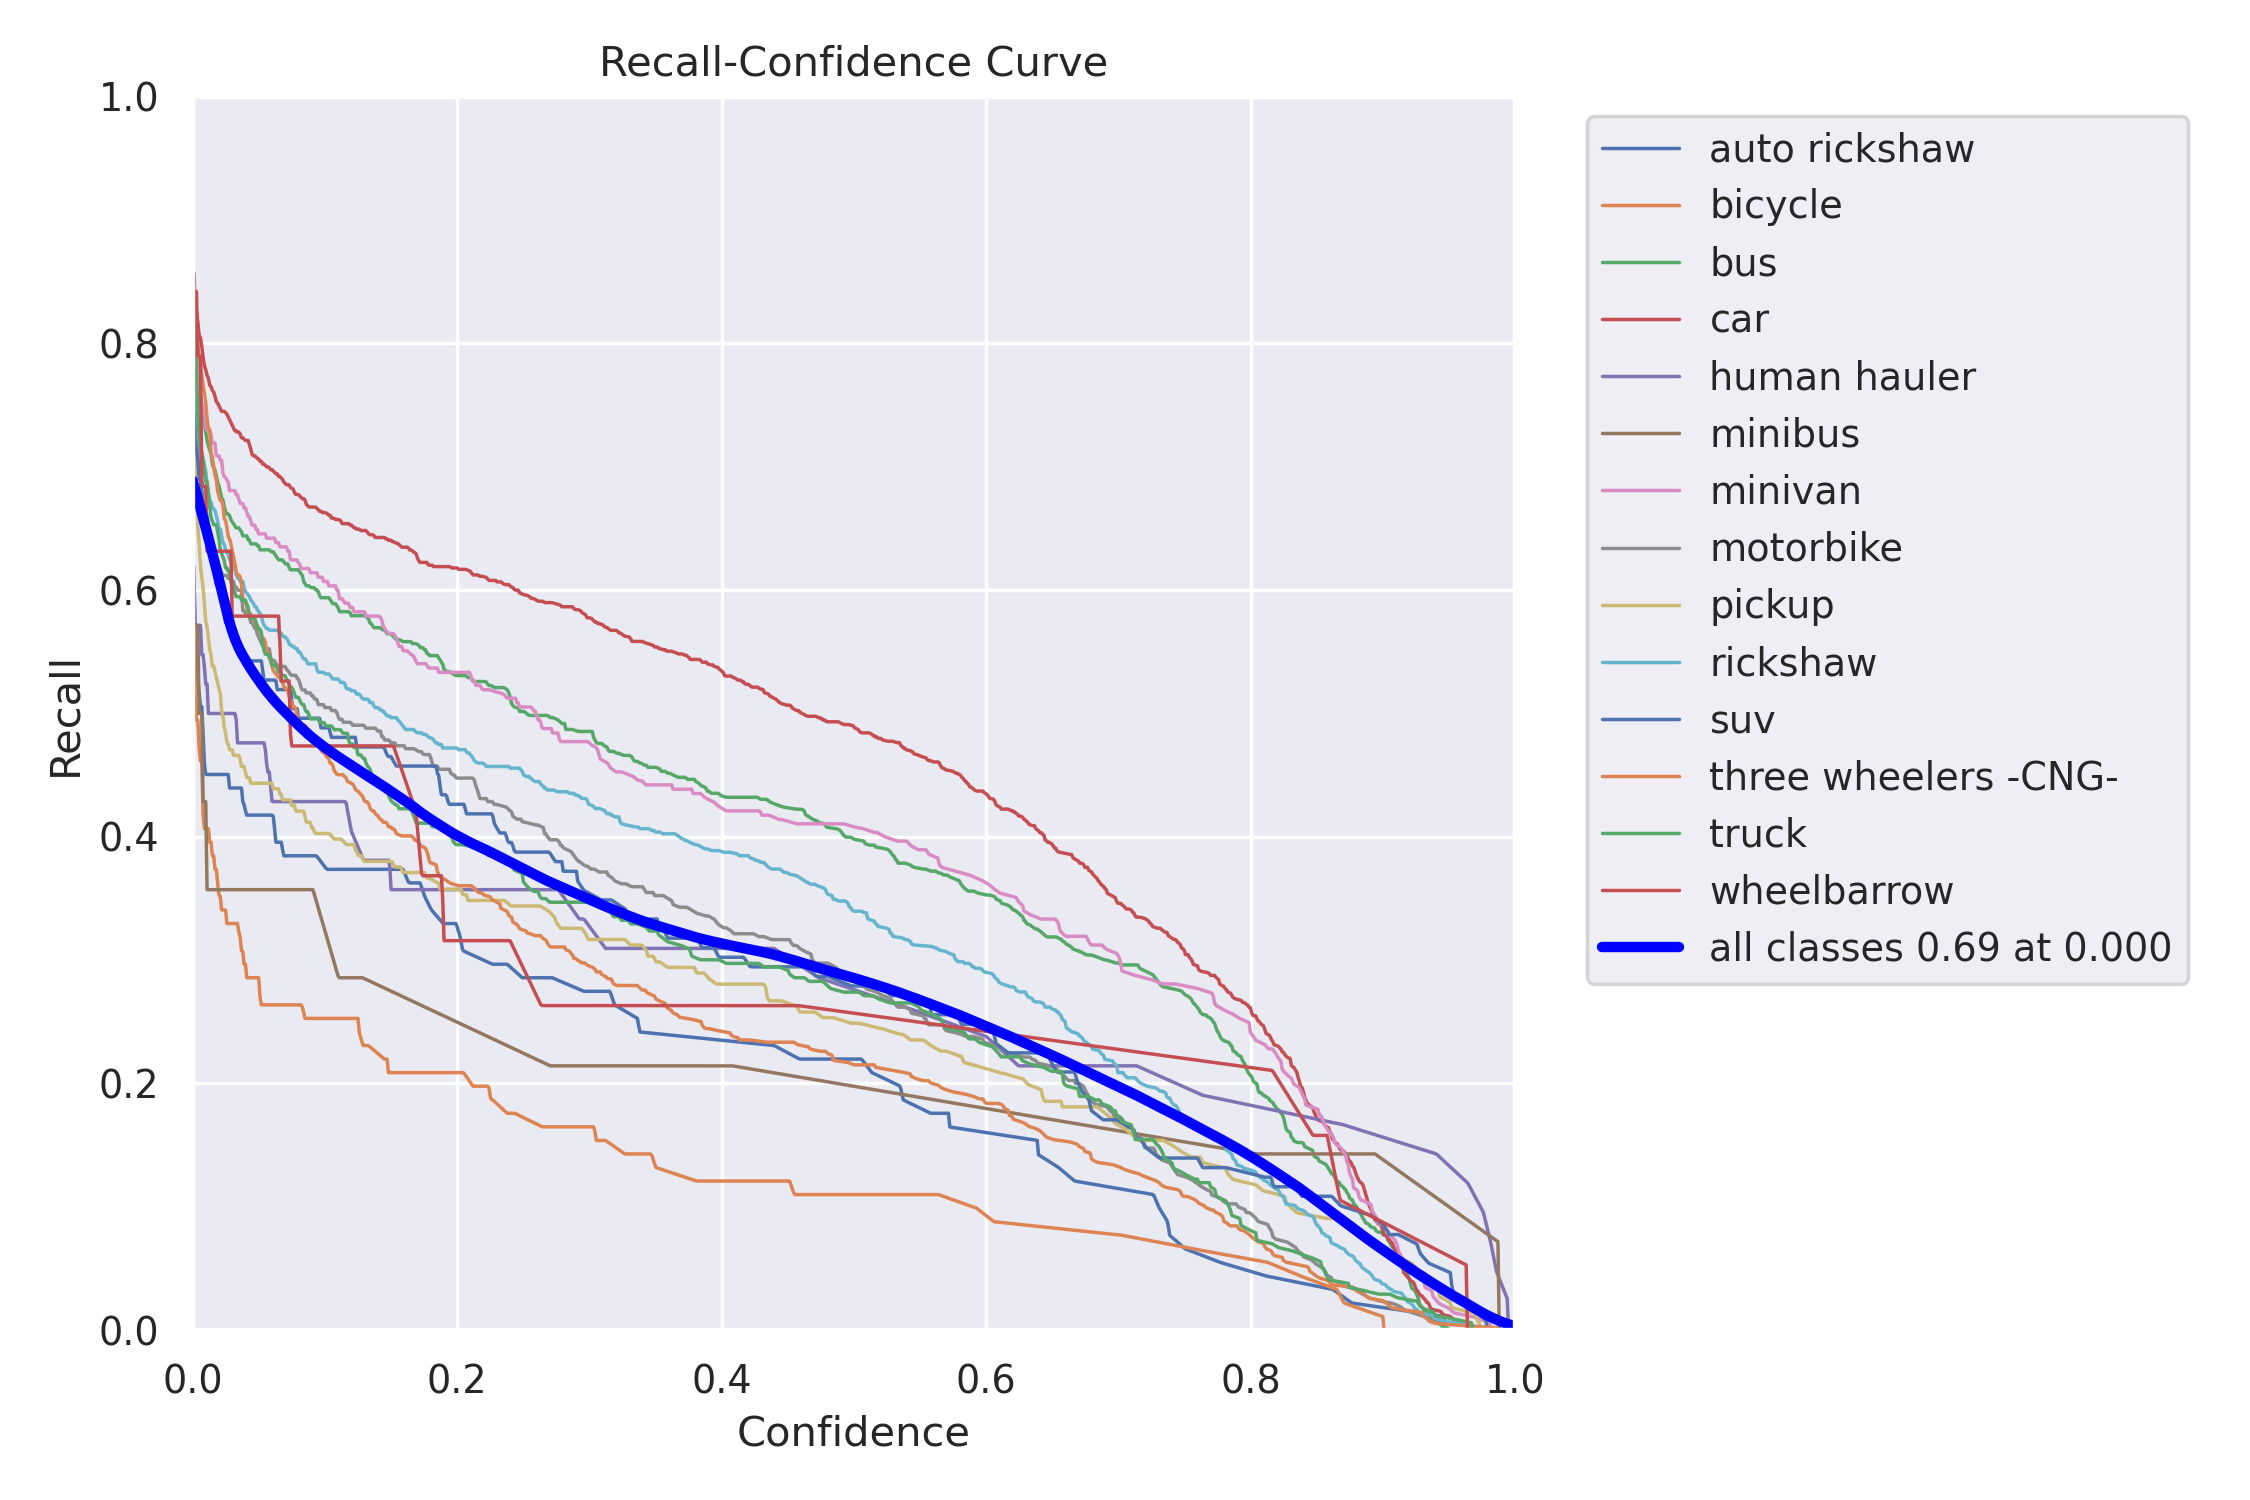 Recall-Confidence Curve
1.0
0.8
0.6
0.4
0.2
0.0
Recall
0.0 0.2 0.4 0.6 0.8 1.0
Confidence
auto rickshaw
bicycle
bus
car
human hauler
minibus
minivan
motorbike
pickup
rickshaw
suv
three wheelers -CNG-
truck
wheelbarrow
all classes 0.69 at 0.000